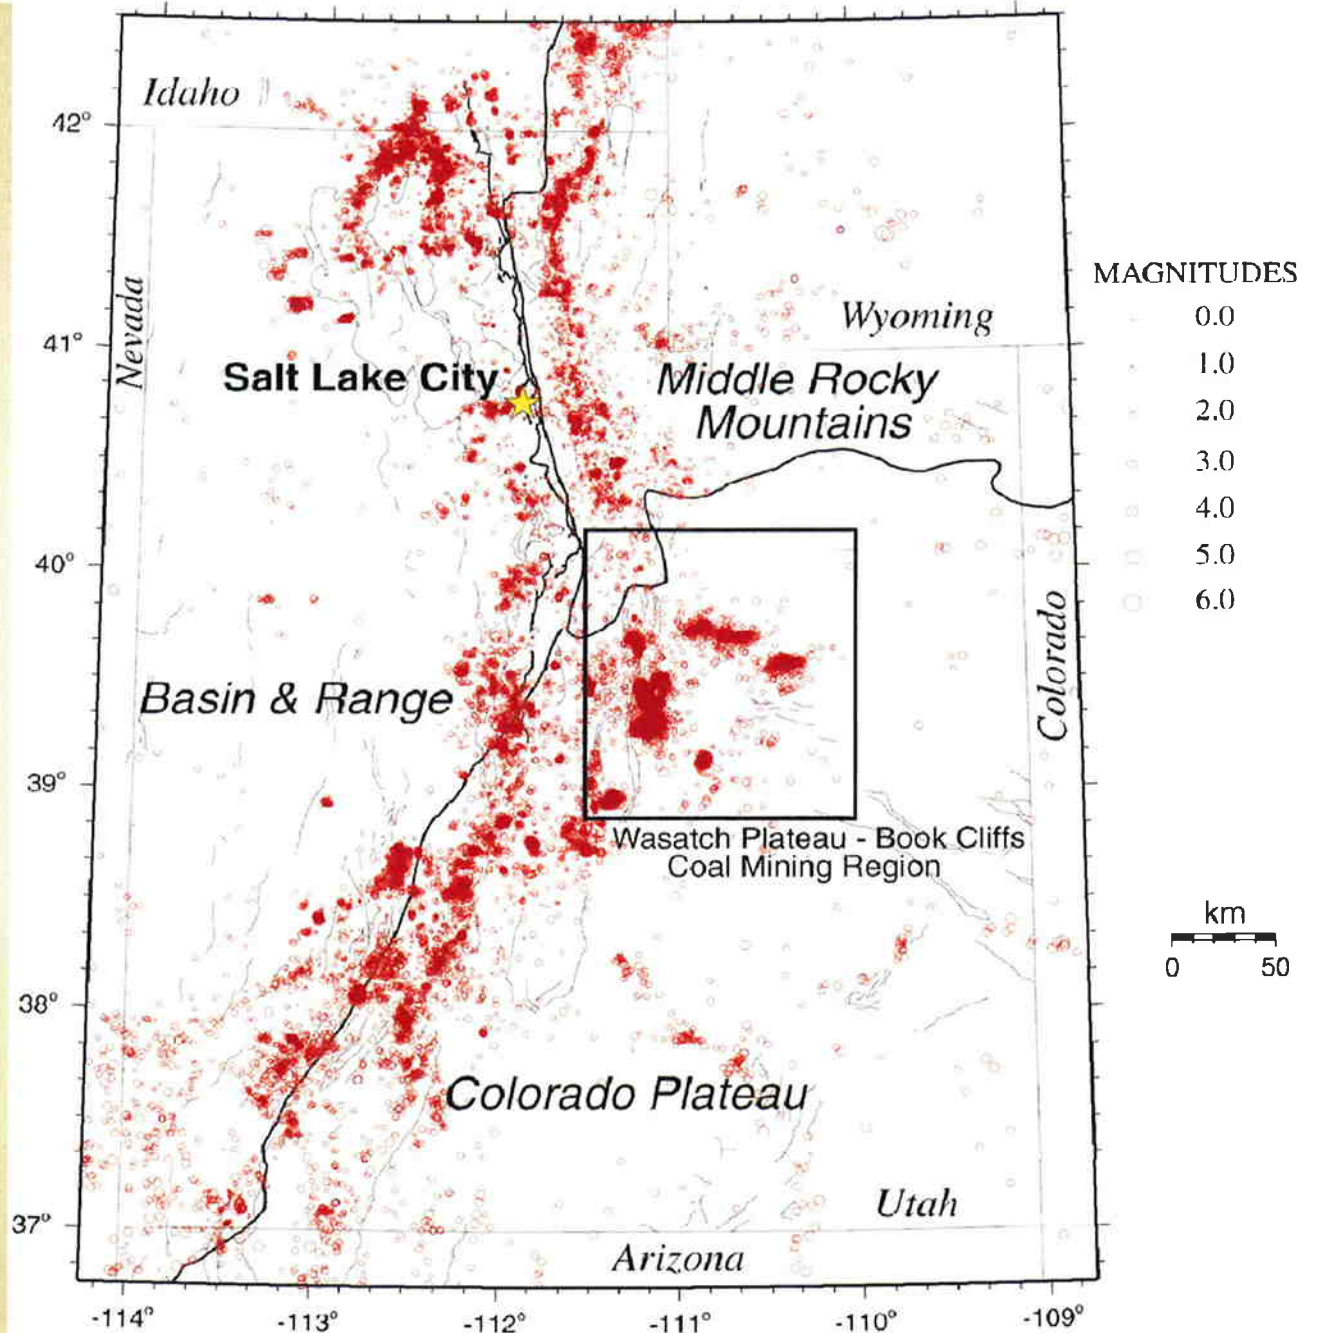 Idaho
42°
MAGNITUDES
0.0
Nevada
Wyoming
41°
1.0
Salt Lake City
Middle Rocky
Mountains
2.0
3.0
4.0
5.0
40°
6.0
Colorado
Basin & Range
39°
Wasatch Plateau - Book Cliffs
Coal Mining Region
km
0 50
38°
Colorado Plateau
Utah
37°
Arizona
-114° -113° -112° -111° -110° -109°